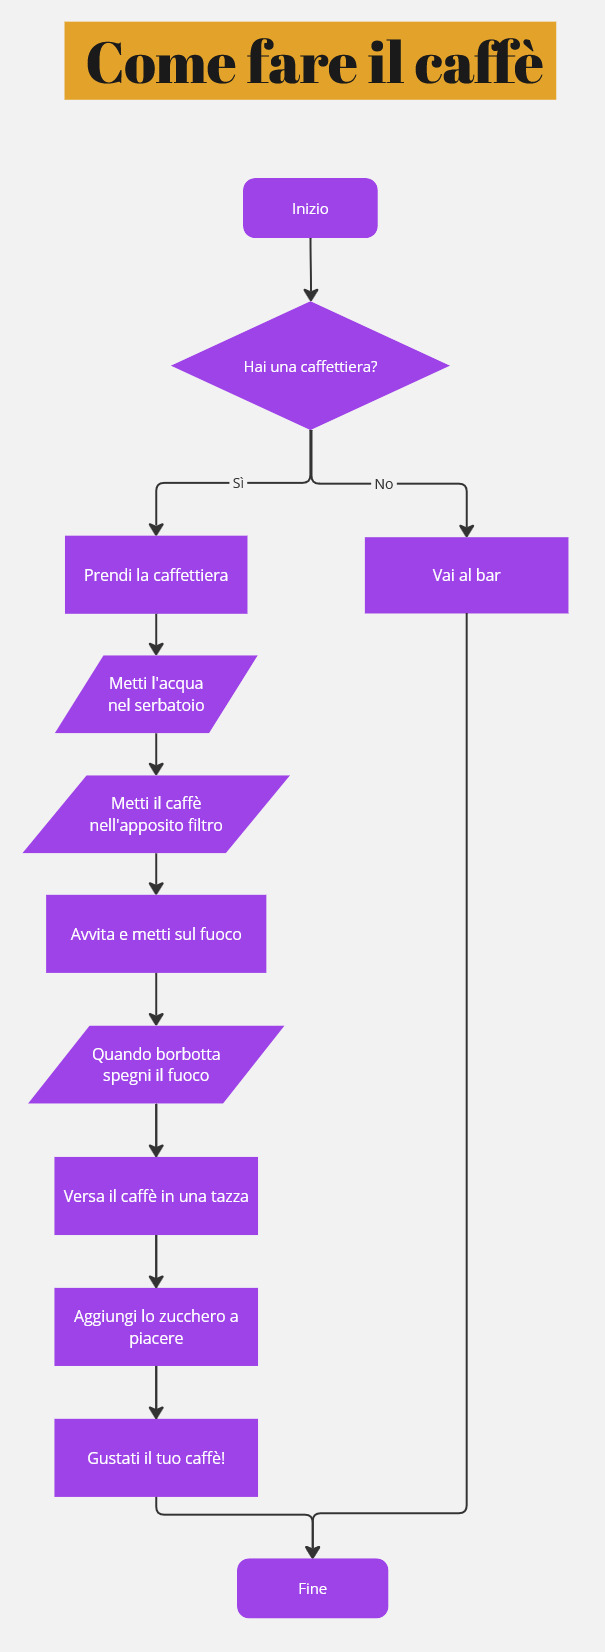 Come fare il caffè
Inizio
Hai una caffettiera?
Sì
No
Prendi la caffettiera
Vai al bar
Metti l'acqua
nel serbatoio
Metti il caffè
nell'apposito filtro
Avvita e metti sul fuoco
Quando borbotta
spegni il fuoco
Versa il caffè in una tazza
Aggiungi lo zucchero a
piacere
Gustati il tuo caffè!
Fine